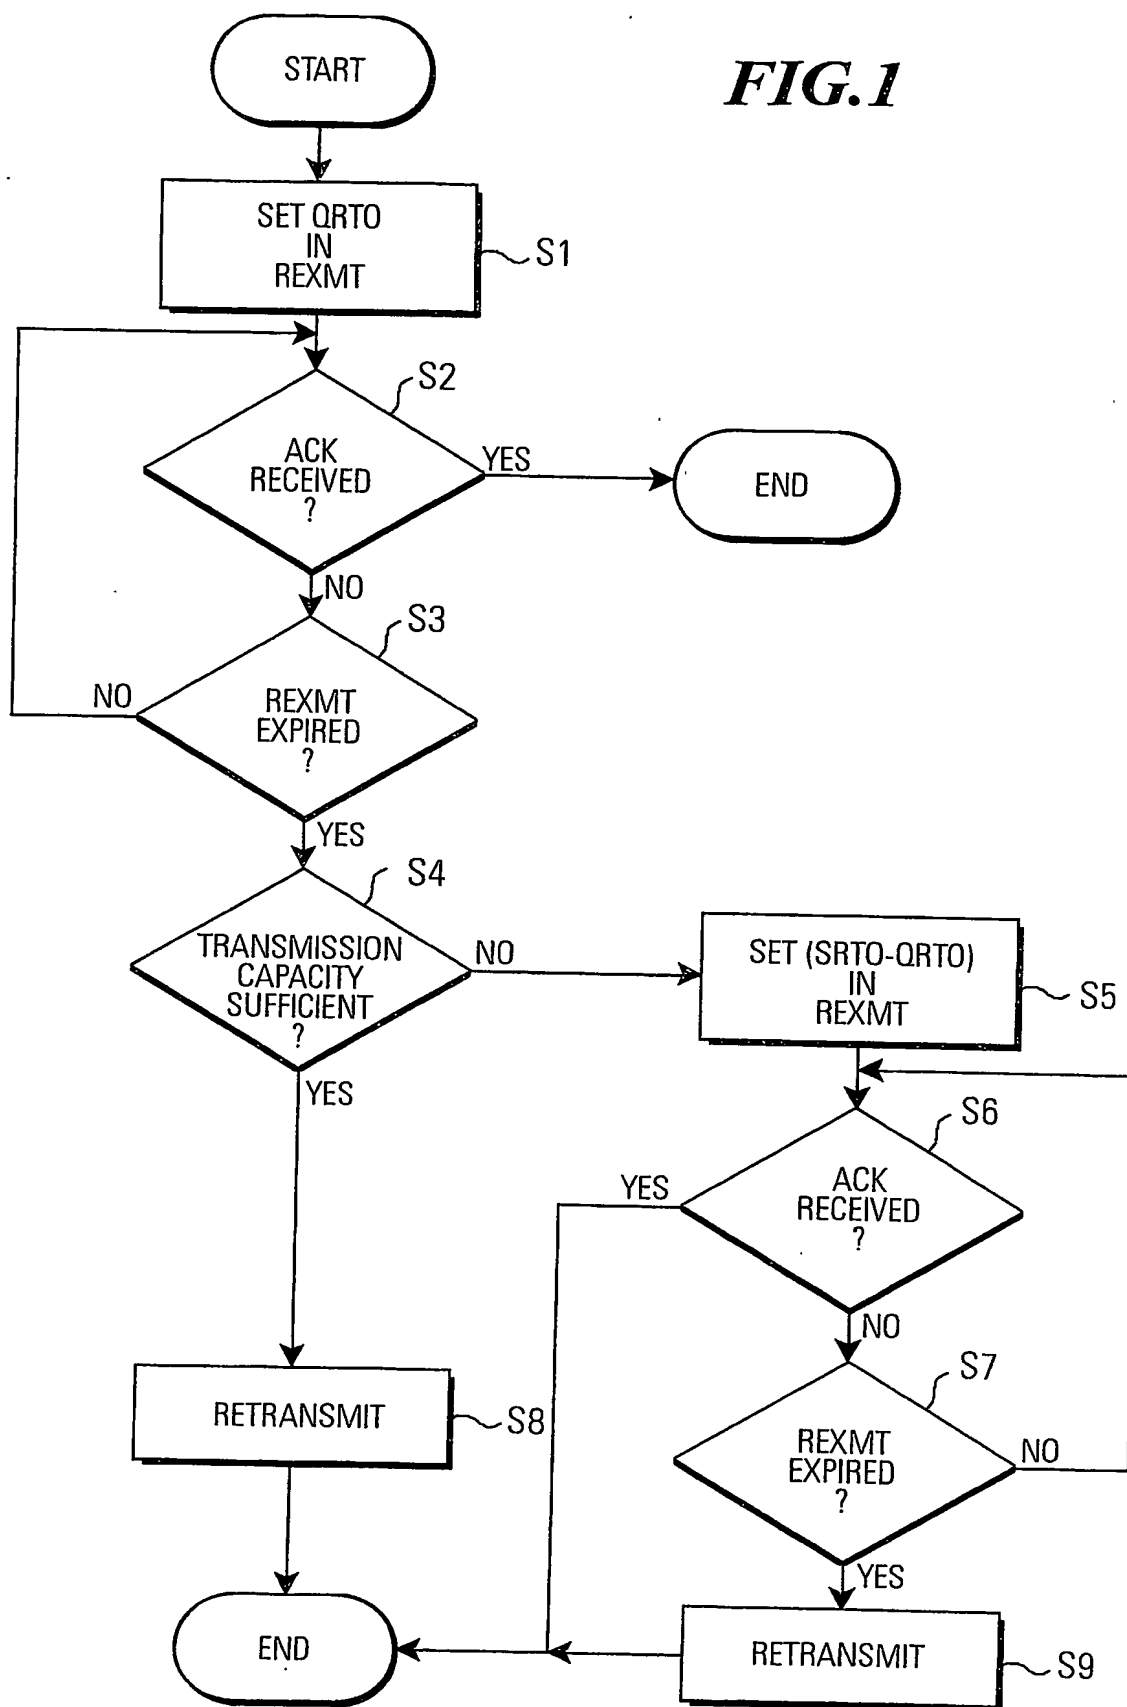 FIG.1
START
SET QRTO
IN
REXMT
S1
S2
ACK
RECEIVED
?
YES
END
NO
S3
REXMT
EXPIRED
?
NO
YES
S4
TRANSMISSION
CAPACITY
SUFFICIENT
?
NO
SET (SRTO-QRTO)
IN
REXMT
S5
YES
S6
ACK
RECEIVED
?
YES
NO
S7
REXMT
EXPIRED
?
NO
YES
RETRANSMIT
S8
END
RETRANSMIT
S9